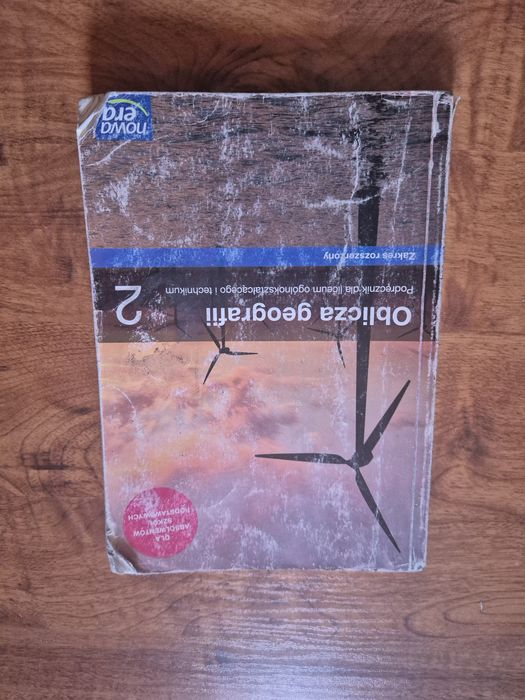 DLA
ABSOLWENTÓW
SZKÓŁ
PODSTAWOWYCH
Oblicza geografii
2
Podręcznik dla liceum ogólnokształcącego i technikum
Zakres rozszerzony
nowa
era